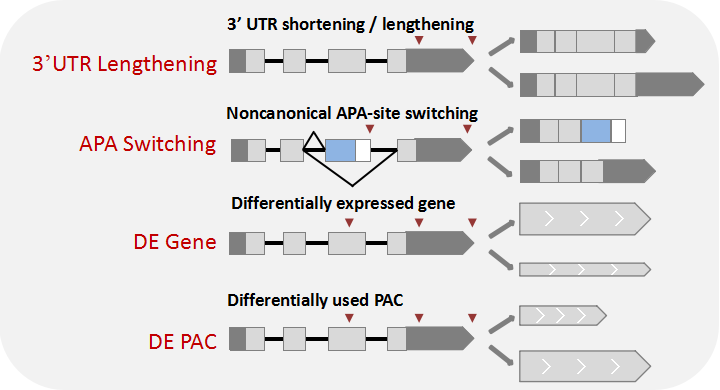 3’ UTR shortening / lengthening
3’UTR Lengthening
Noncanonical APA-site switching
APA Switching
Differentially expressed gene
DE Gene
Differentially used PAC
DE PAC